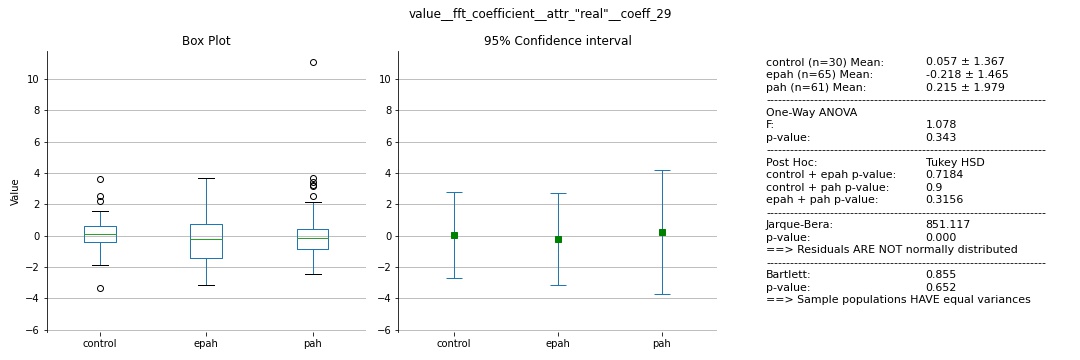 value__fft_coefficient__attr_"real"__coeff_29
Box Plot
Value
10
8
6
4
2
0
−2
−4
−6
control epah pah
95% Confidence interval
10
8
6
4
2
0
−2
−4
−6
control epah pah
control (n=30) Mean: 0.057 ± 1.367
epah (n=65) Mean: -0.218 ± 1.465
pah (n=61) Mean: 0.215 ± 1.979
One-Way ANOVA
F: 1.078
p-value: 0.343
Post Hoc: Tukey HSD
control + epah p-value: 0.7184
control + pah p-value: 0.9
epah + pah p-value: 0.3156
Jarque-Bera: 851.117
p-value: 0.000
==> Residuals ARE NOT normally distributed
Bartlett: 0.855
p-value: 0.652
==> Sample populations HAVE equal variances